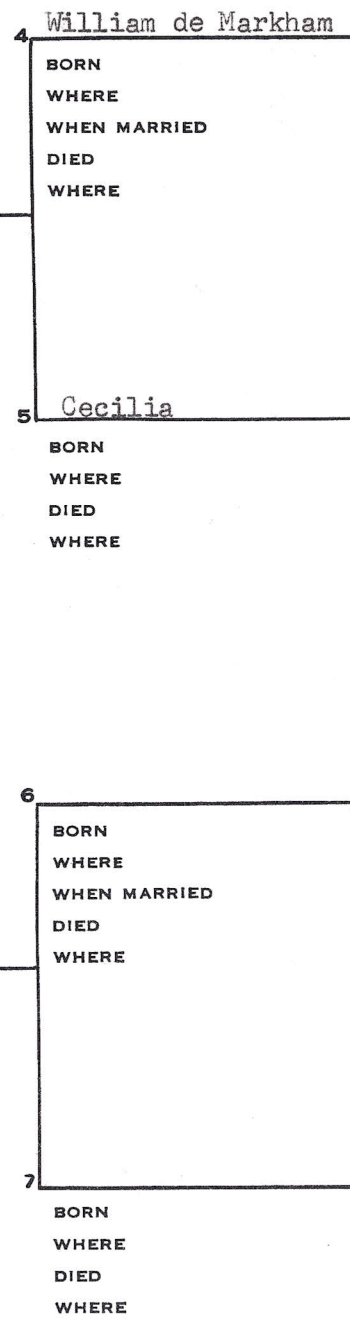 William de Markham
4
BORN
WHERE
WHEN MARRIED
DIED
WHERE
5 Cecilia
BORN
WHERE
DIED
WHERE
6
BORN
WHERE
WHEN MARRIED
DIED
WHERE
7
BORN
WHERE
DIED
WHERE